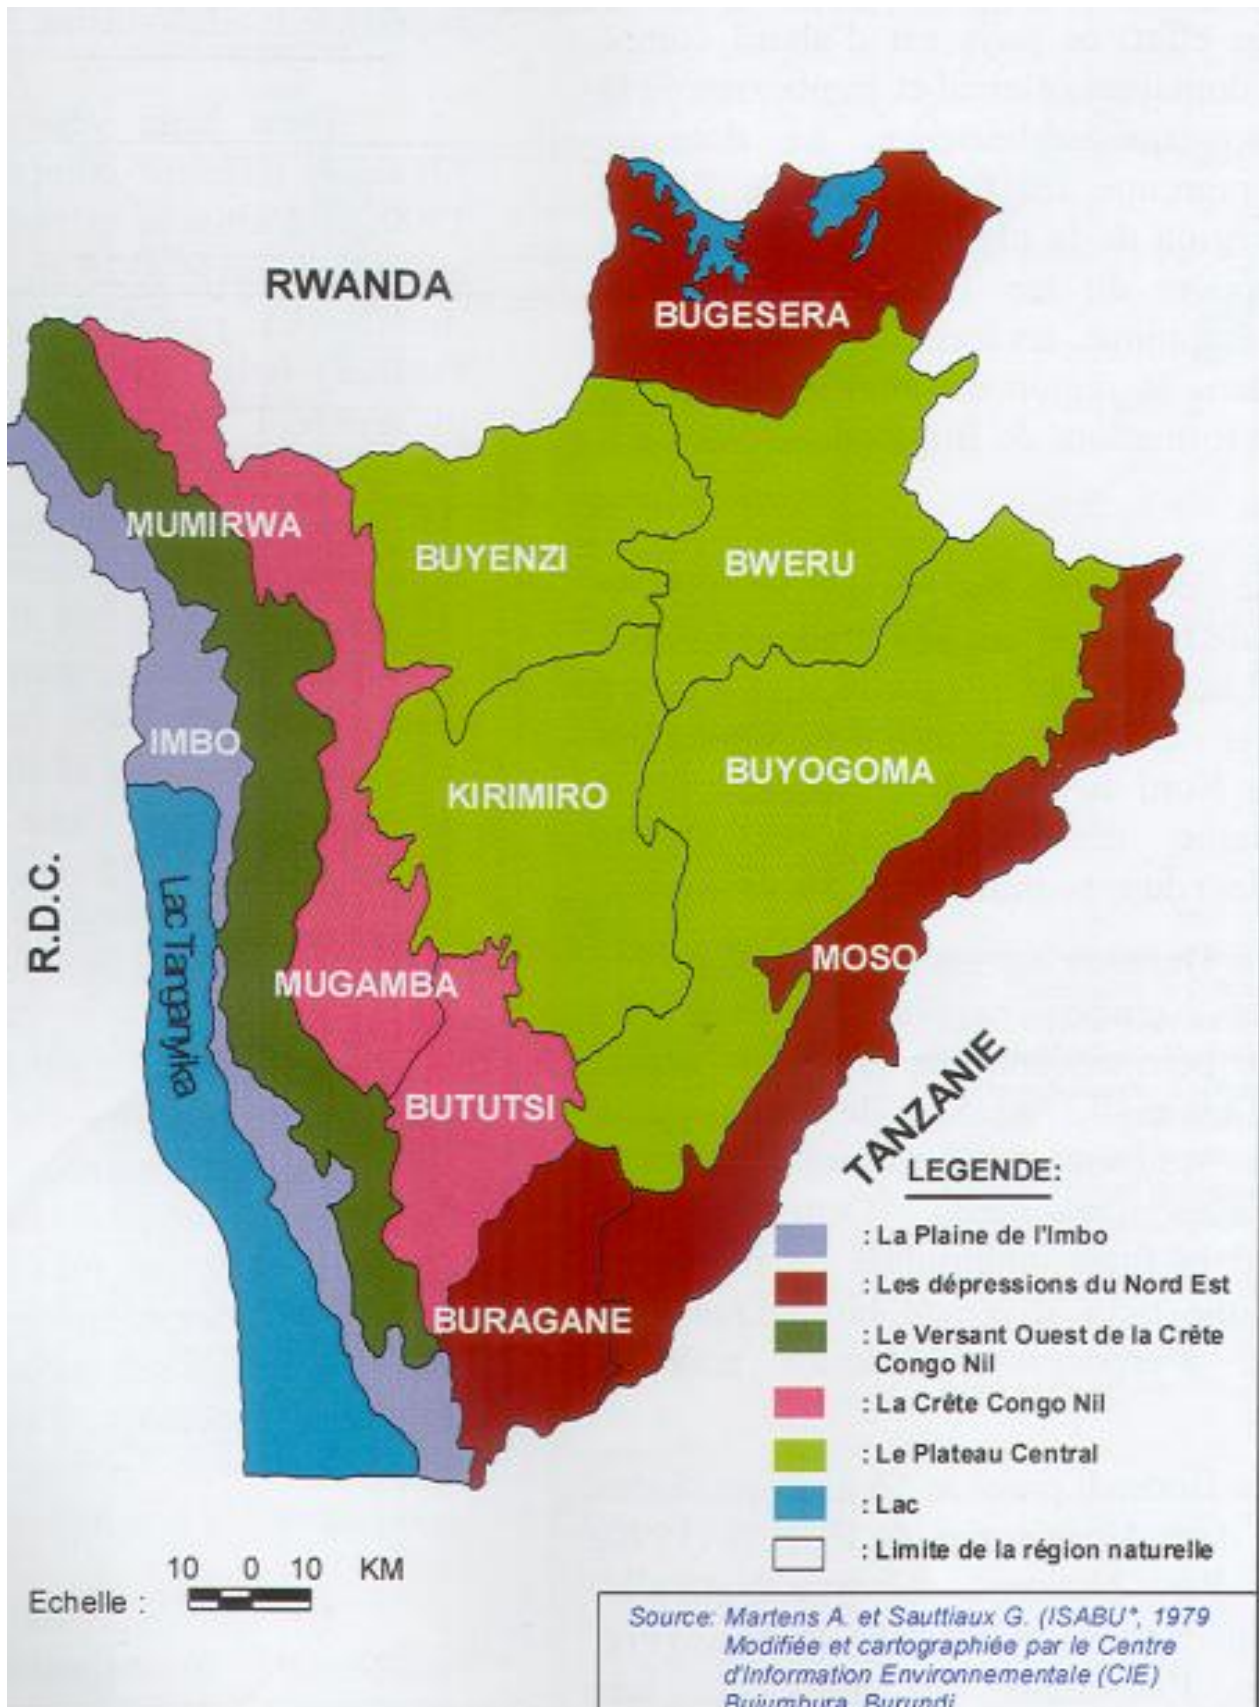 RWANDA
BUGESERA
MUMIRWA
BUYENZI
BWERU
IMBO
KIRIMIRO
BUYOGOMA
R.D.C.
Lac Tanganyika
MUGAMBA
MOSO
BUTUTSI
TANZANIE
BURAGANE
LEGENDE:
: La Plaine de l'Imbo
: Les dépressions du Nord Est
: Le Versant Ouest de la Crête
Congo Nil
: La Crête Congo Nil
: Le Plateau Central
: Lac
: Limite de la région naturelle
10 0 10 KM
Echelle :
Source: Martens A. et Sauttiaux G. (ISABU*, 1979
Modifiée et cartographiée par le Centre
d'Information Environnementale (CIE)
Bujumbura, Burundi